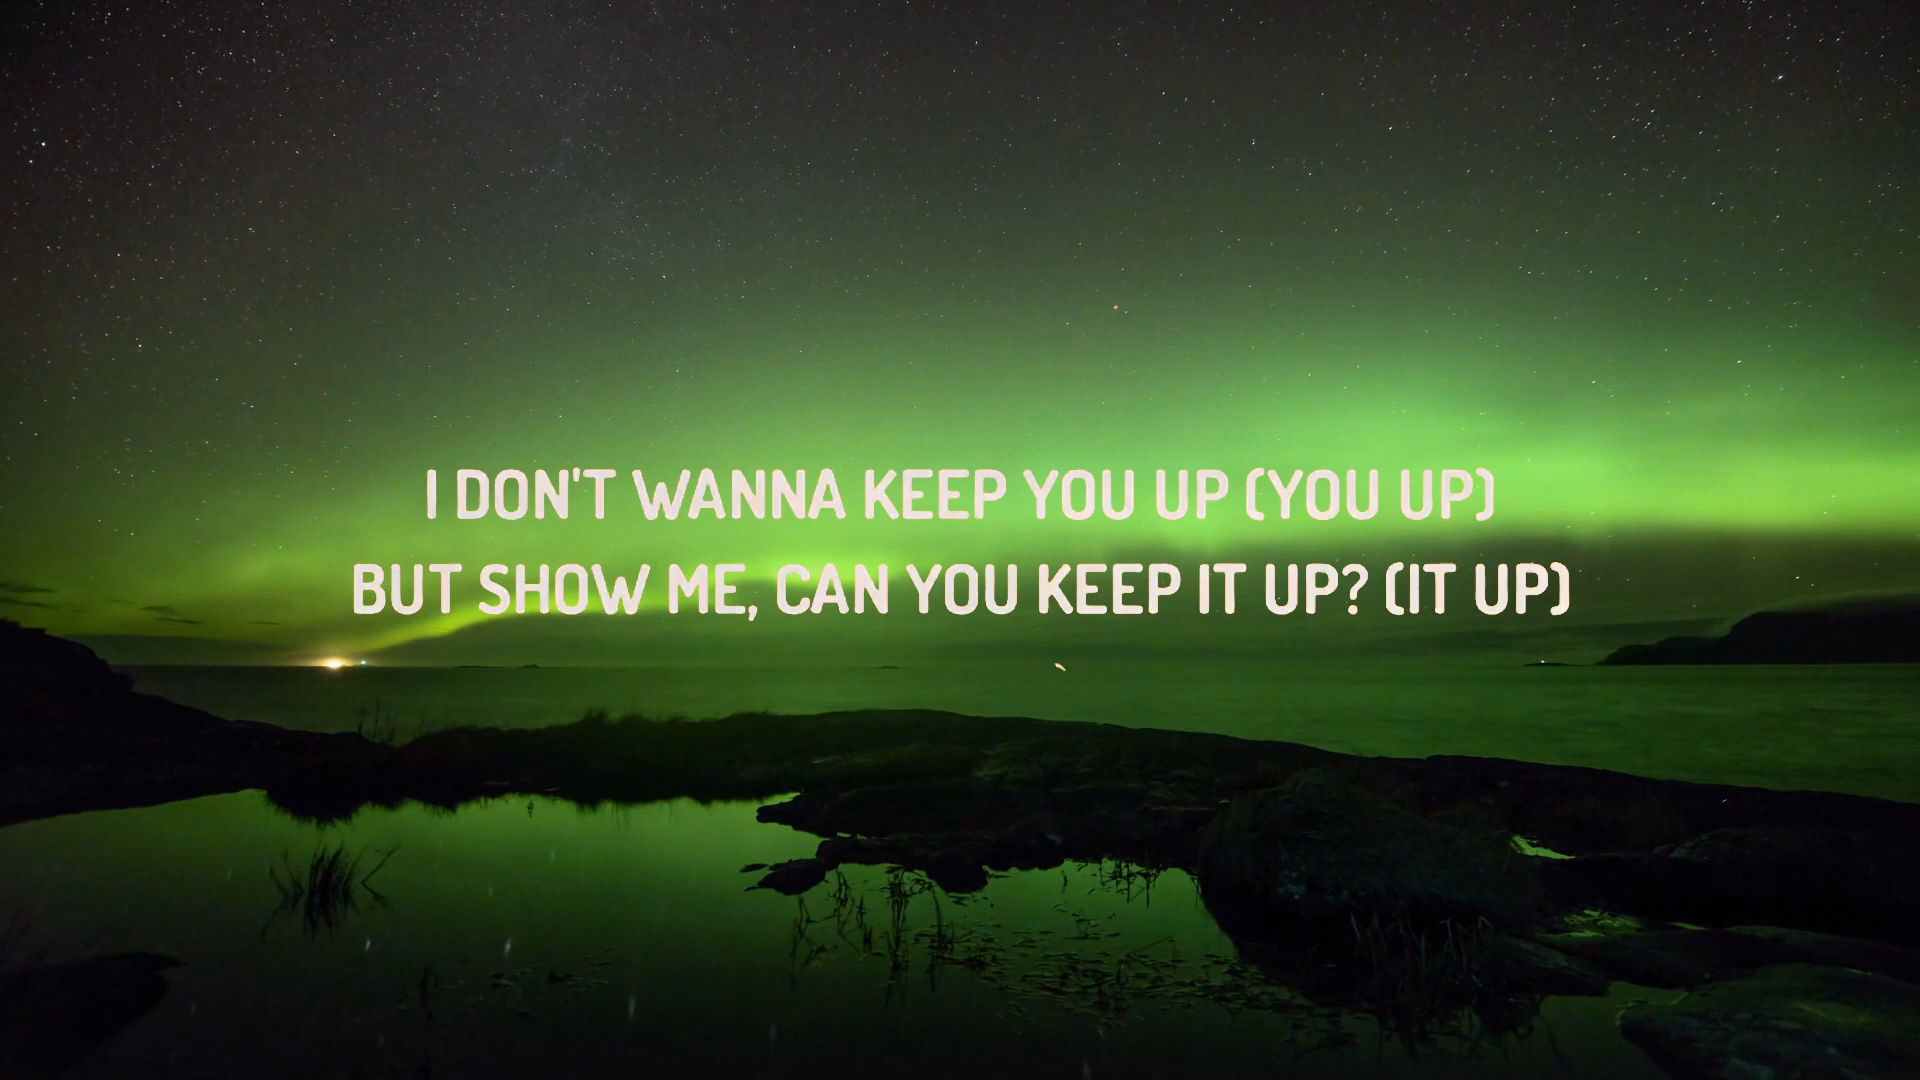 I DON'T WANNA KEEP YOU UP (YOU UP)
BUT SHOW ME, CAN YOU KEEP IT UP? (IT UP)